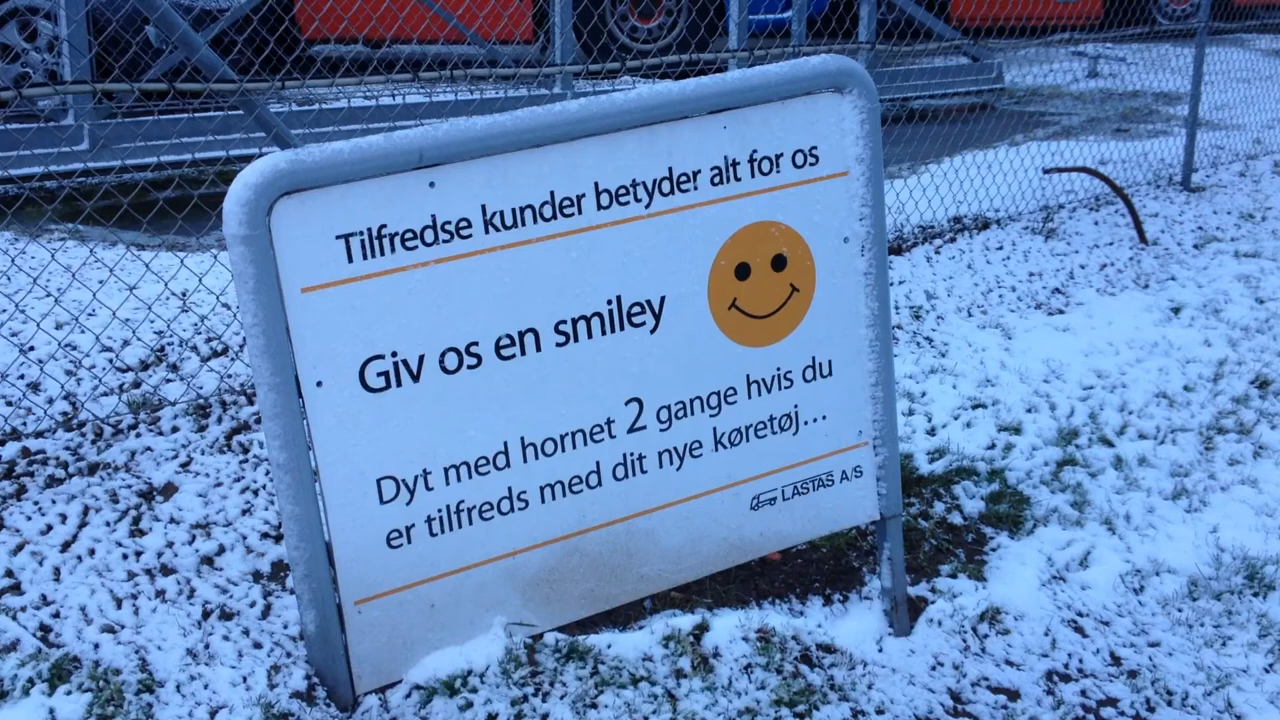 Tilfredse kunder betyder alt for os
Giv os en smiley
Dyt med hornet 2 gange hvis du
er tilfreds med dit nye køretøj...
LASTAS A/S